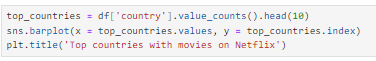 top_countries = df['country'].value_counts().head(10)
sns.barplot(x = top_countries.values, y = top_countries.index)
plt.title('Top countries with movies on Netflix')